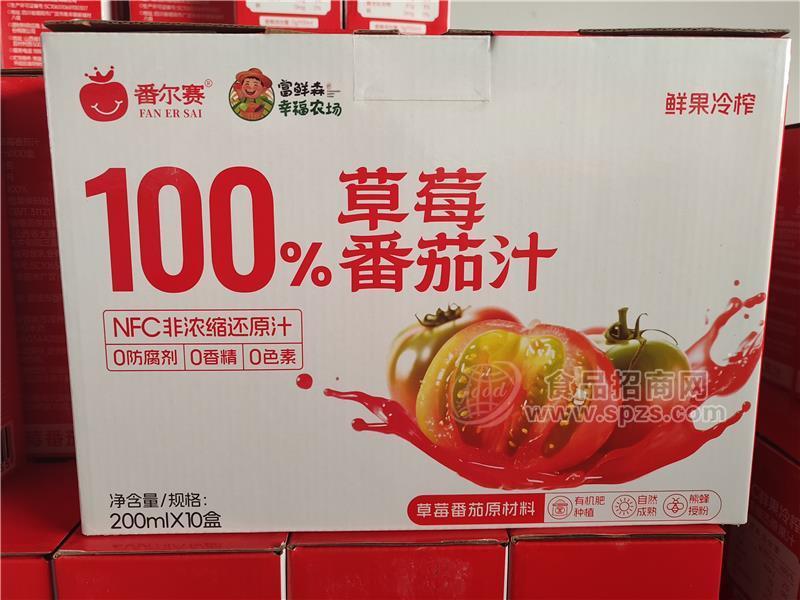 番尔赛®
FAN ER SAI
富鲜森
幸福农场
鲜果冷榨
100%
草莓
番茄汁
NFC非浓缩还原汁
0防腐剂 0香精 0色素
食品招商网
www.spzs.com
净含量/规格:
200mlX10盒
草莓番茄原材料
有机肥
种植
自然
成熟
熊蜂
授粉